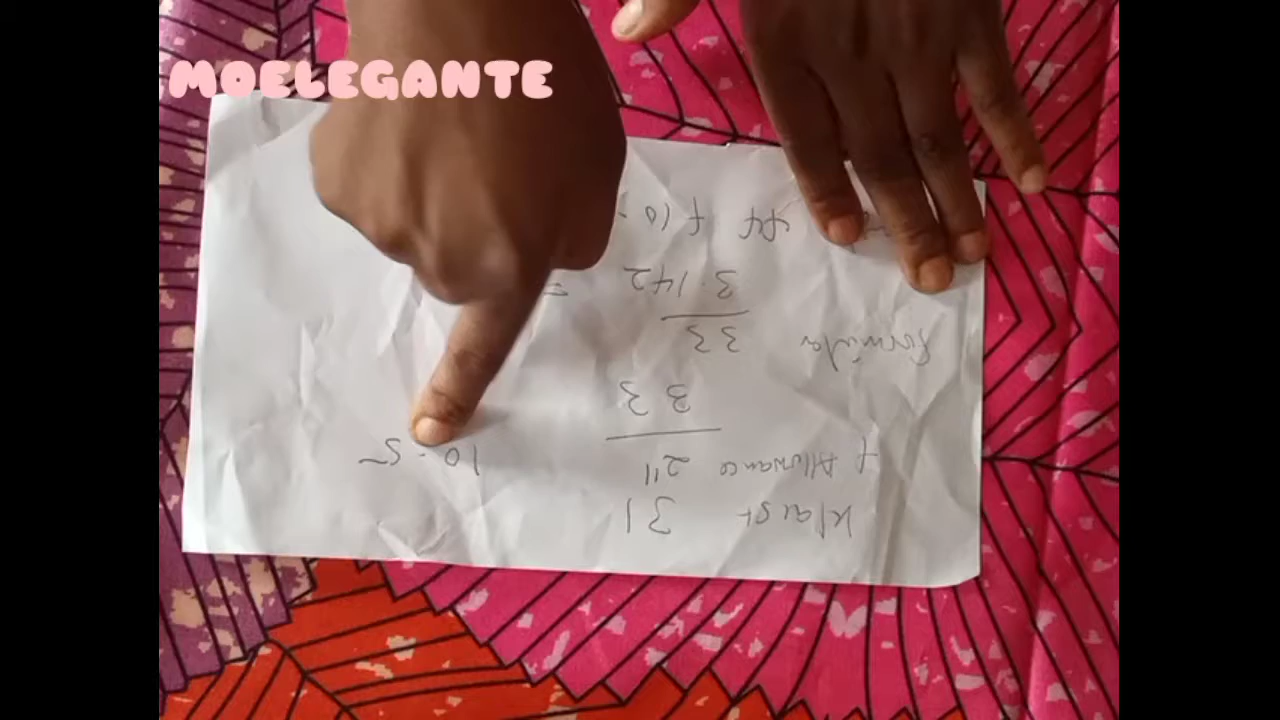 MOELEGANTE
Waist 31
+ Allowance 2" 10.5
33
formula 33
3.142 =